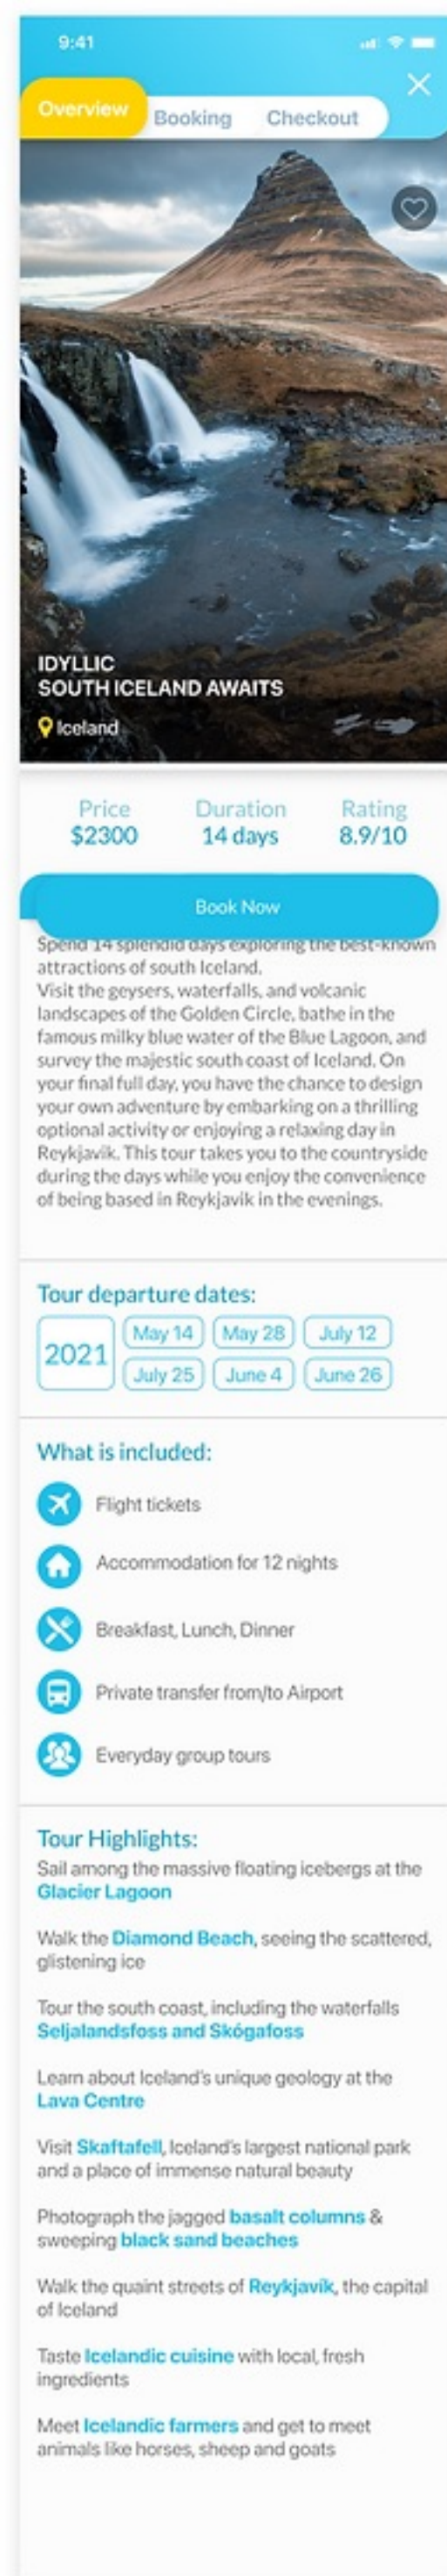 9:41
Overview
Booking
Checkout
IDYLLIC
SOUTH ICELAND AWAITS
Iceland
Price
Duration
Rating
$2300
14 days
8.9/10
Book Now
Spend 14 splendid days exploring the best-known
attractions of south Iceland.
Visit the geysers, waterfalls, and volcanic
landscapes of the Golden Circle, bathe in the
famous milky blue water of the Blue Lagoon, and
survey the majestic south coast of Iceland. On
your final full day, you have the chance to design
your own adventure by embarking on a thrilling
optional activity or enjoying a relaxing day in
Reykjavik. This tour takes you to the countryside
during the days while you enjoy the convenience
of being based in Reykjavik in the evenings.
Tour departure dates:
2021
May 14
May 28
July 12
July 25
June 4
June 26
What is included:
Flight tickets
Accommodation for 12 nights
Breakfast, Lunch, Dinner
Private transfer from/to Airport
Everyday group tours
Tour Highlights:
Sail among the massive floating icebergs at the
Glacier Lagoon
Walk the Diamond Beach, seeing the scattered,
glistening ice
Tour the south coast, including the waterfalls
Seljalandsfoss and Skógafoss
Learn about Iceland's unique geology at the
Lava Centre
Visit Skaftafell, Iceland's largest national park
and a place of immense natural beauty
Photograph the jagged basalt columns &
sweeping black sand beaches
Walk the quaint streets of Reykjavík, the capital
of Iceland
Taste Icelandic cuisine with local, fresh
ingredients
Meet Icelandic farmers and get to meet
animals like horses, sheep and goats